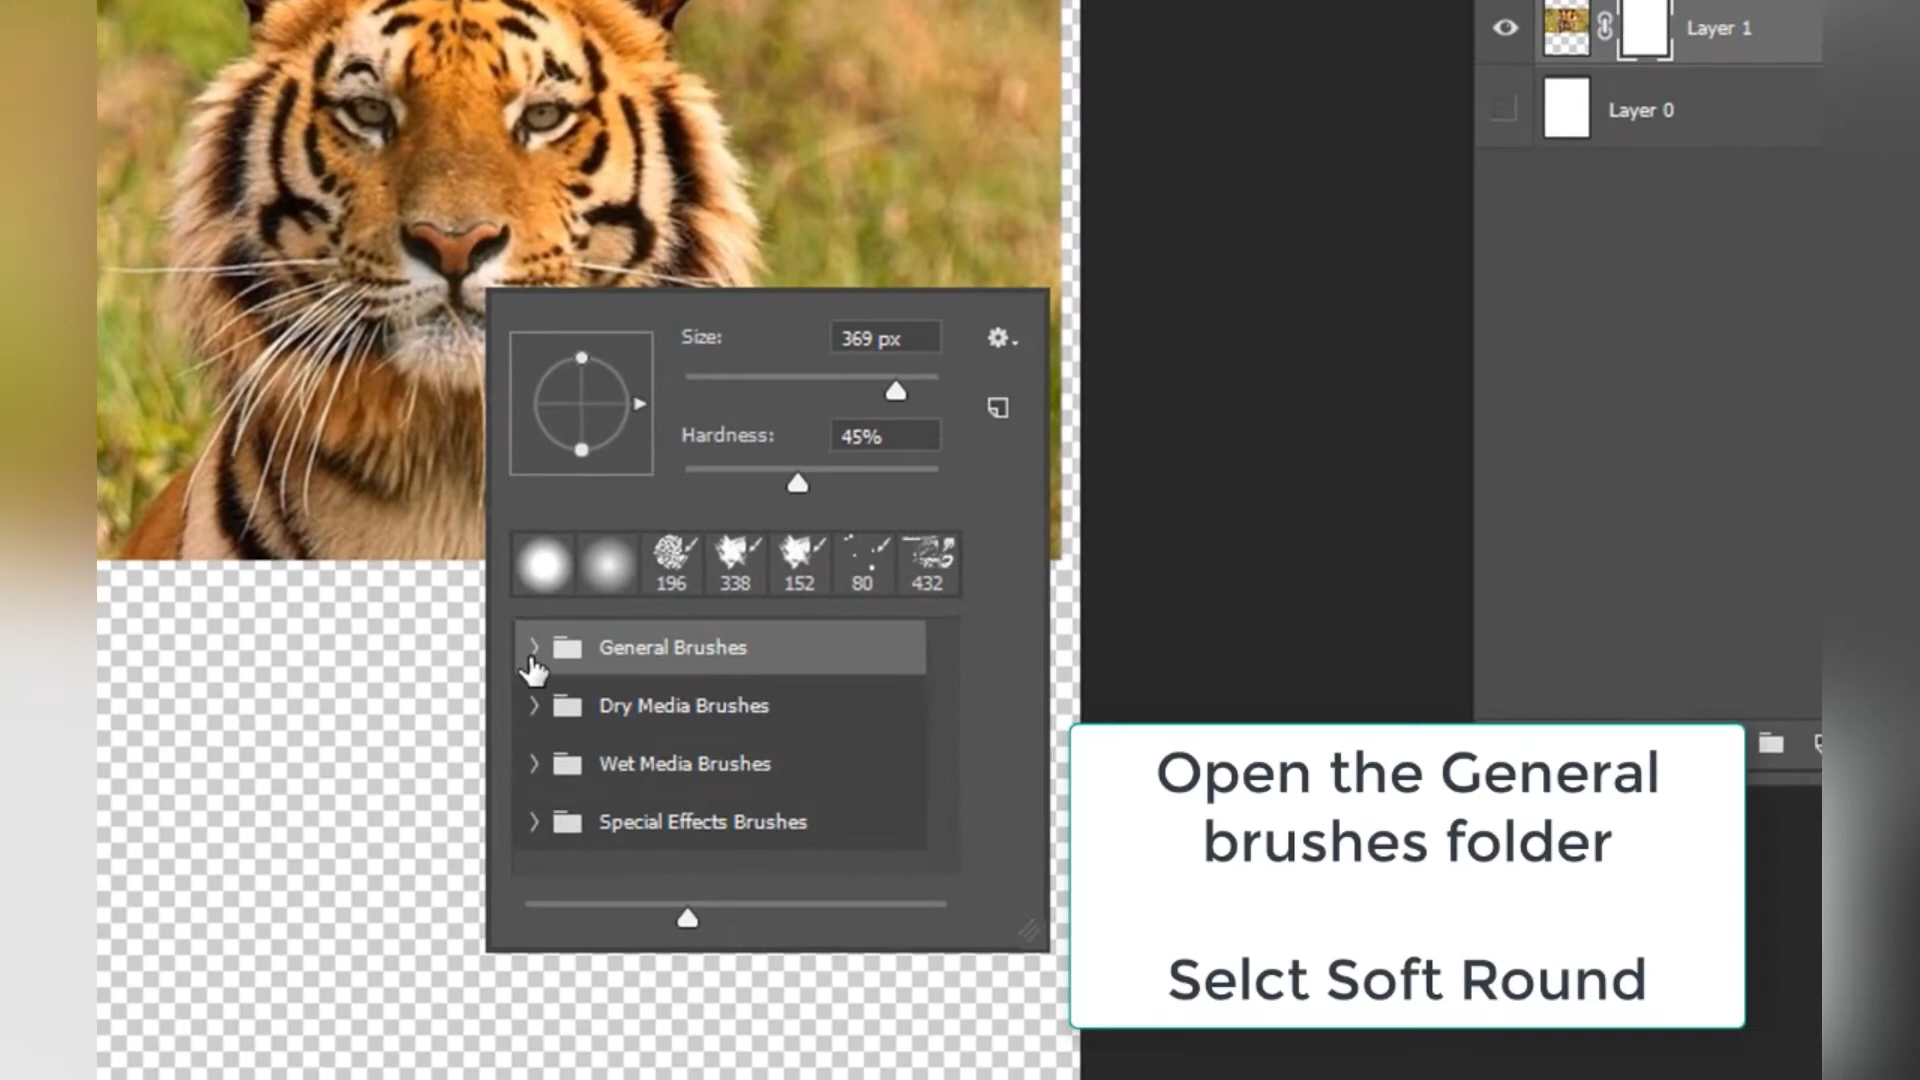 Layer 1
Layer 0
Size:
369 px
Hardness:
45%
196 338 152 80 432
General Brushes
Dry Media Brushes
Wet Media Brushes
Special Effects Brushes
Open the General
brushes folder
Selct Soft Round